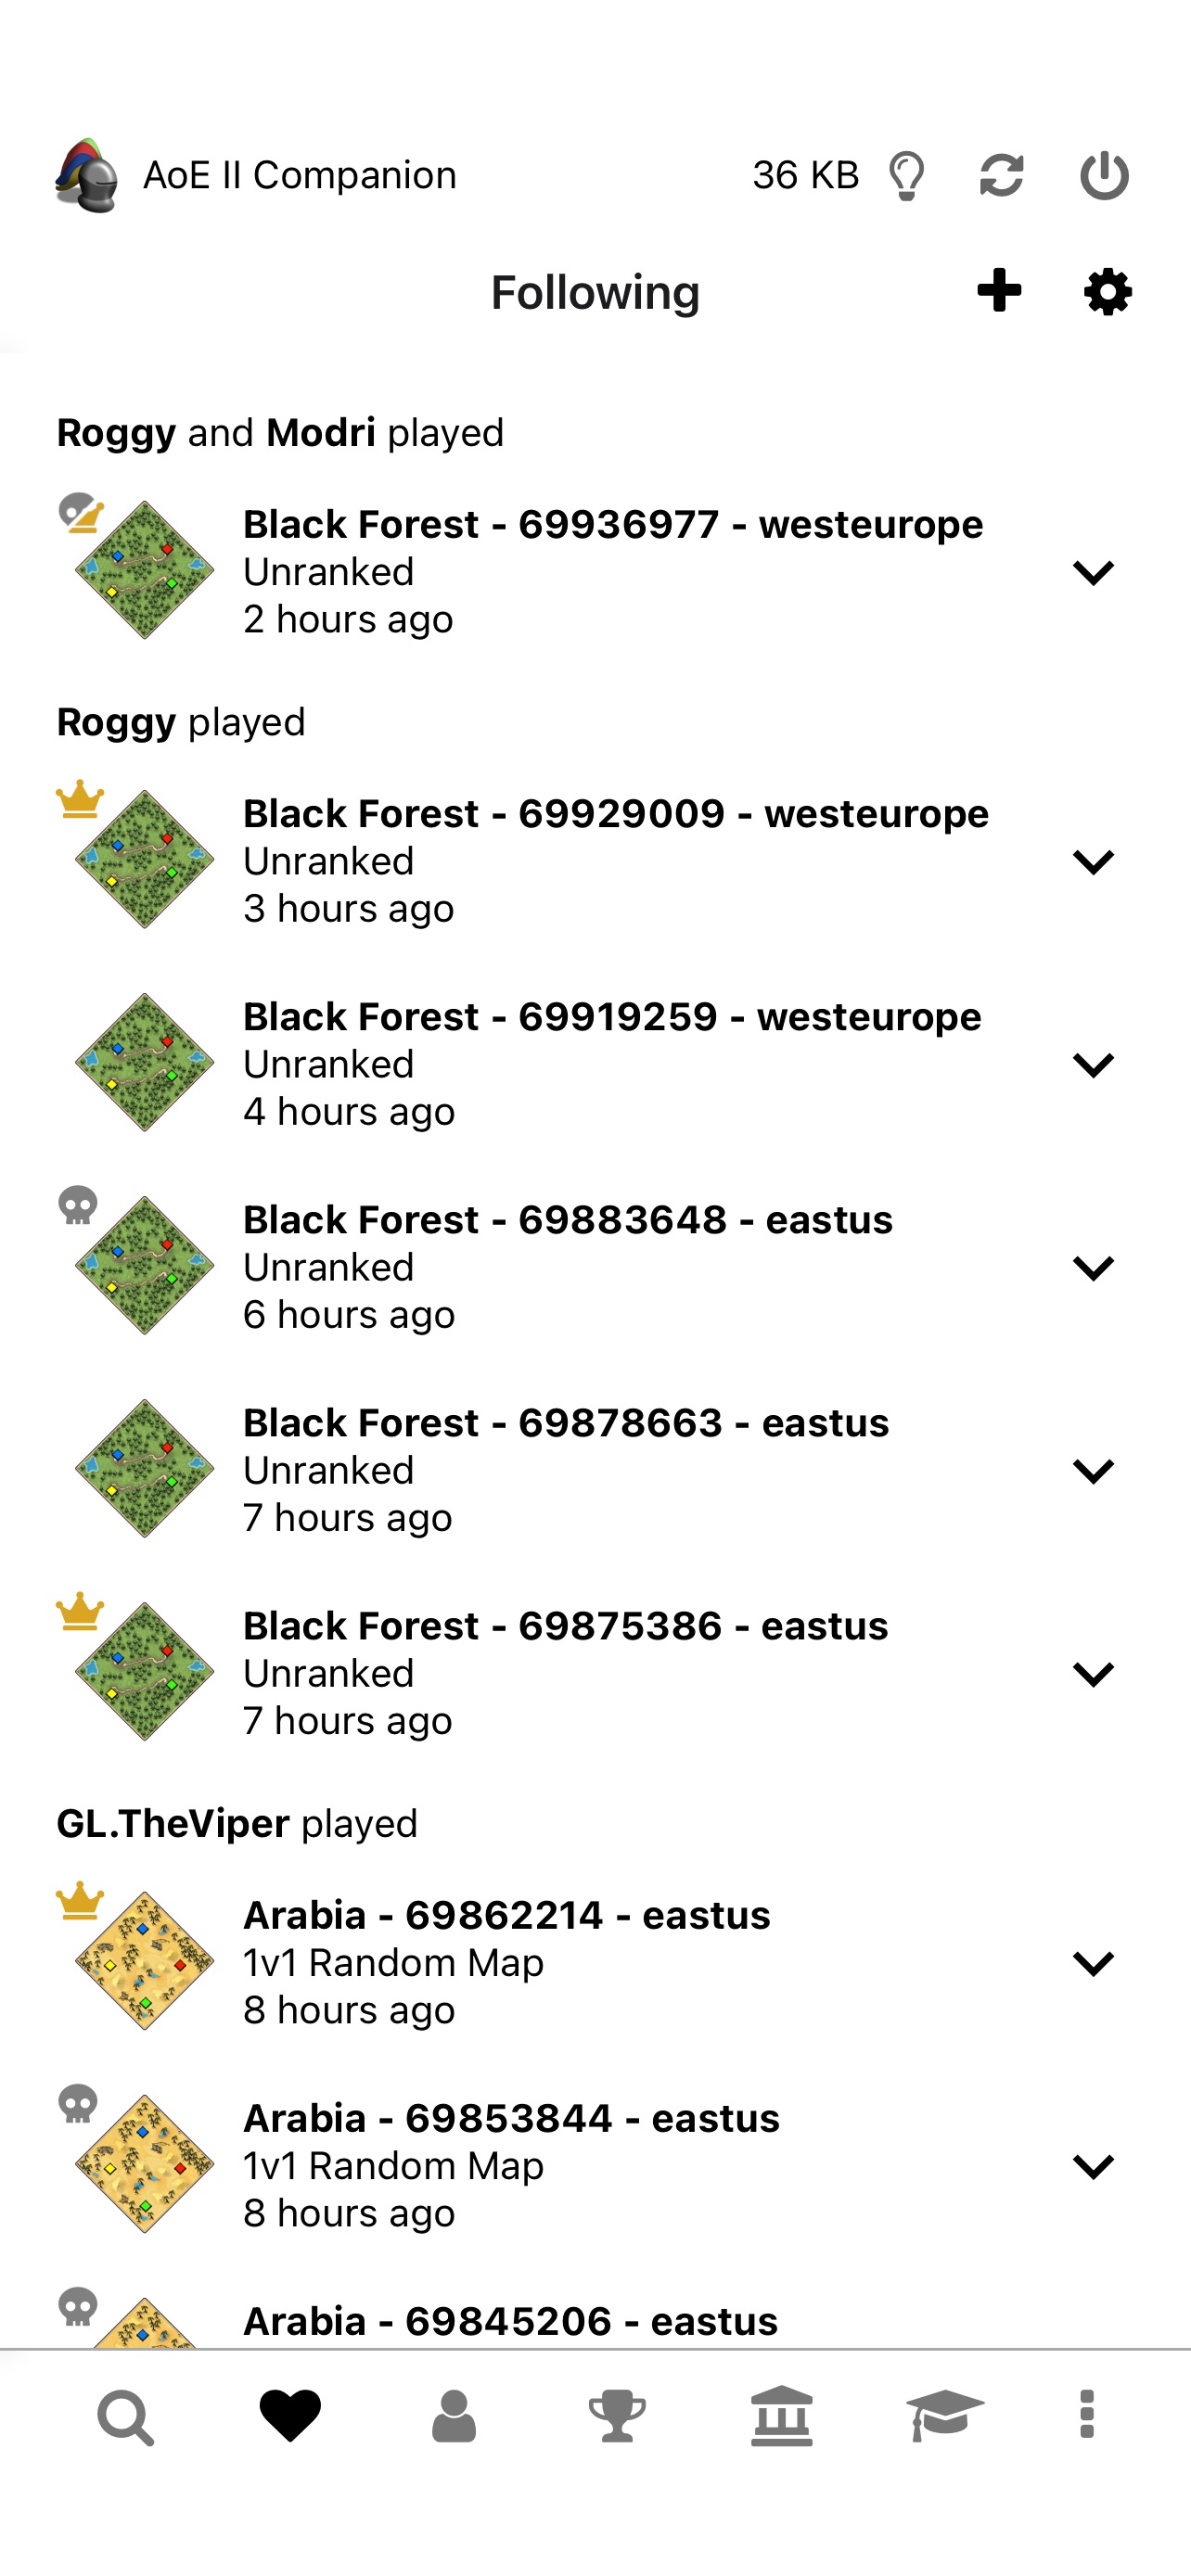 AoE II Companion
36 KB
Following
Roggy and Modri played
Black Forest - 69936977 - westeurope
Unranked
2 hours ago
Roggy played
Black Forest - 69929009 - westeurope
Unranked
3 hours ago
Black Forest - 69919259 - westeurope
Unranked
4 hours ago
Black Forest - 69883648 - eastus
Unranked
6 hours ago
Black Forest - 69878663 - eastus
Unranked
7 hours ago
Black Forest - 69875386 - eastus
Unranked
7 hours ago
GL.TheViper played
Arabia - 69862214 - eastus
1v1 Random Map
8 hours ago
Arabia - 69853844 - eastus
1v1 Random Map
8 hours ago
Arabia - 69845206 - eastus